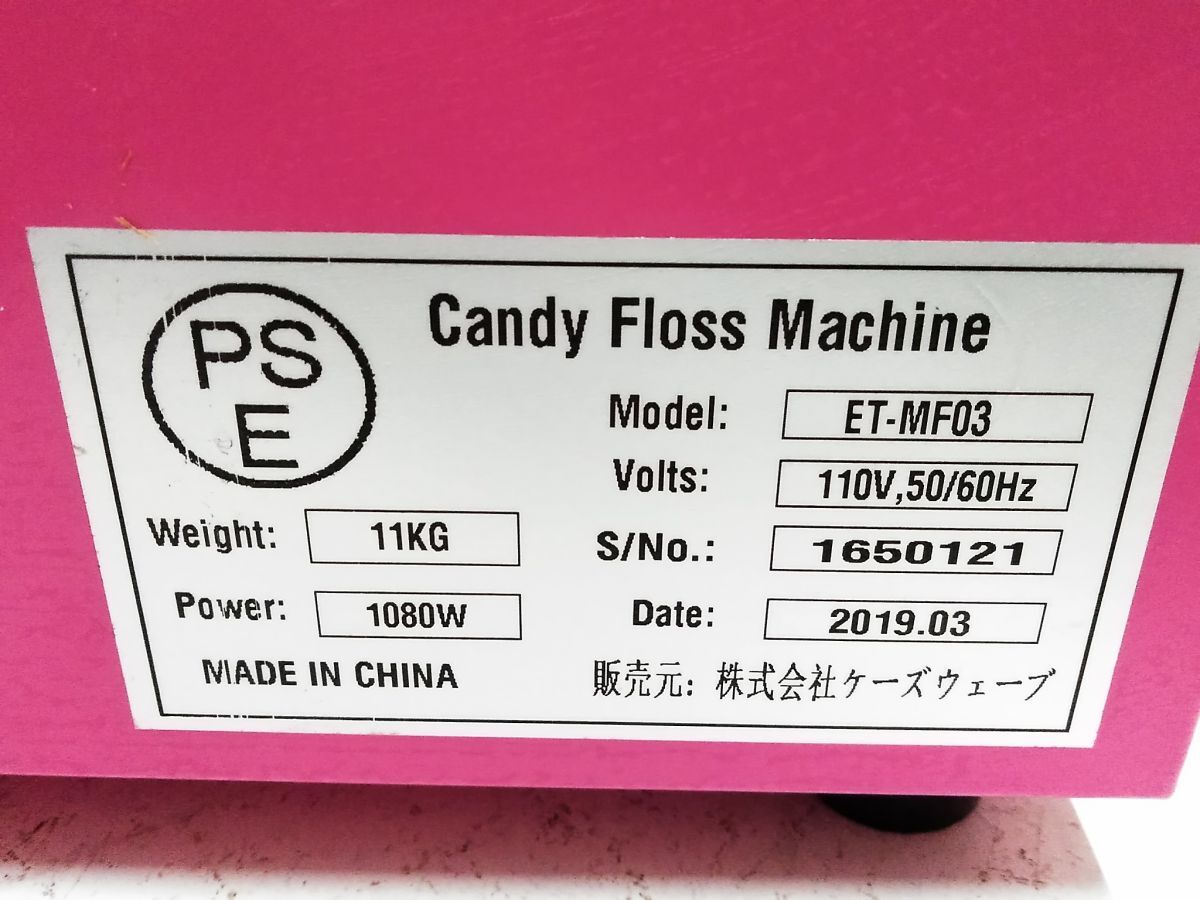 PS
E
Candy Floss Machine
Model: ET-MF03
Volts: 110V,50/60Hz
Weight: 11KG
S/No.: 1650121
Power: 1080W
Date: 2019.03
MADE IN CHINA
販売元: 株式会社ケーズウェーブ